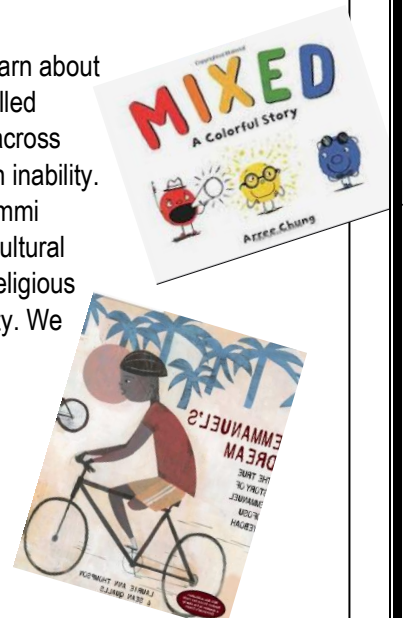 arn about
lled
across
n inability.
mmi
ultural
eligious
ty. We
MIXED
A Colorful Story
Arree Chung
EMMANUEL'S
DREAM
THE TRUE
STORY OF
EMMANUEL
OFOSU
YEBOAH
LAURIE ANN THOMPSON
& SEAN QUALLS